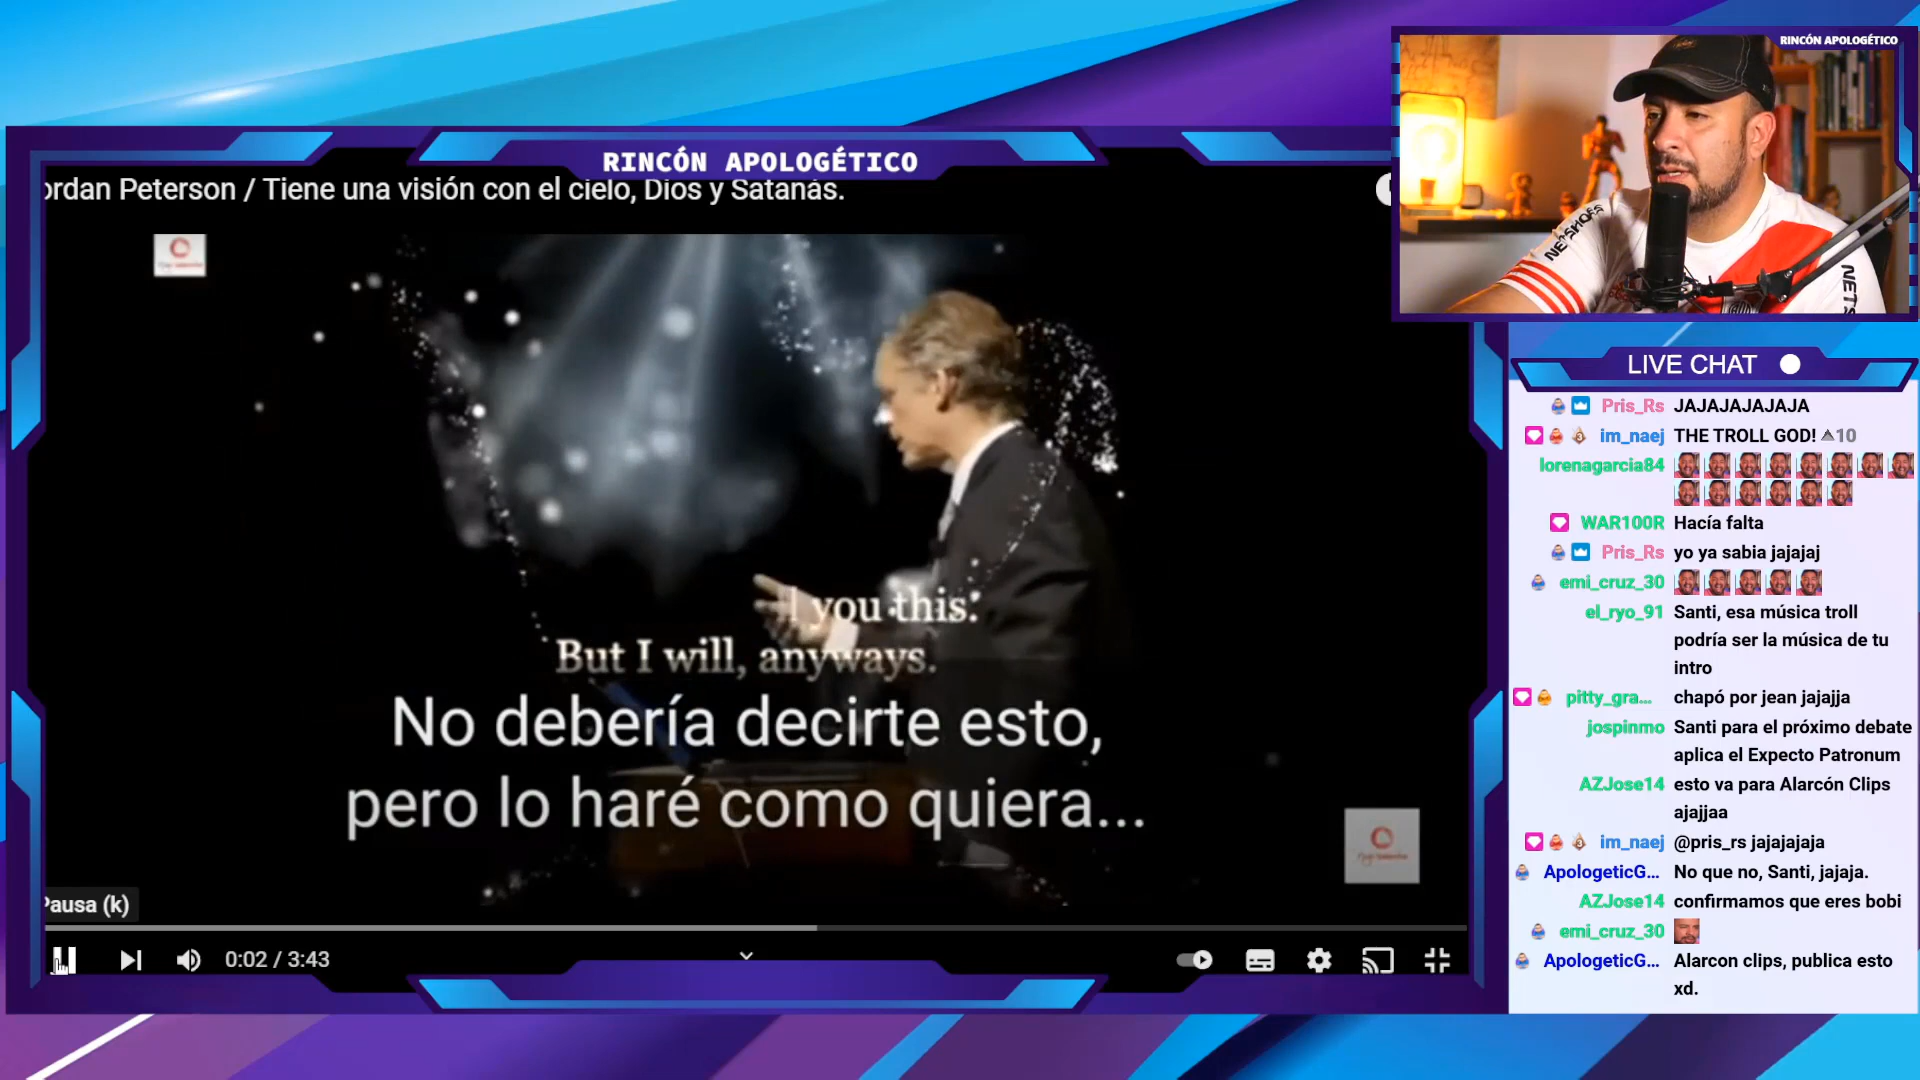 RINCÓN APOLOGÉTICO
RINCÓN APOLOGÉTICO
ordan Peterson / Tiene una visión con el cielo, Dios y Satanás.
NETSHOES
NETS
you this.
But I will, anyways.
No debería decirte esto,
pero lo haré como quiera...
Pausa (k)
0:02 / 3:43
LIVE CHAT
Pris_Rs JAJAJAJAJAJA
im_naej THE TROLL GOD! 10
lorenagarcia84
WAR100R Hacía falta
Pris_Rs yo ya sabia jajajaj
emi_cruz_30
el_ryo_91 Santi, esa música troll
podría ser la música de tu
intro
pitty_gra... chapó por jean jajajja
jospinmo Santi para el próximo debate
aplica el Expecto Patronum
AZJose14 esto va para Alarcón Clips
ajajjaa
im_naej @pris_rs jajajajaja
ApologeticG... No que no, Santi, jajaja.
AZJose14 confirmamos que eres bobi
emi_cruz_30
ApologeticG... Alarcon clips, publica esto
xd.